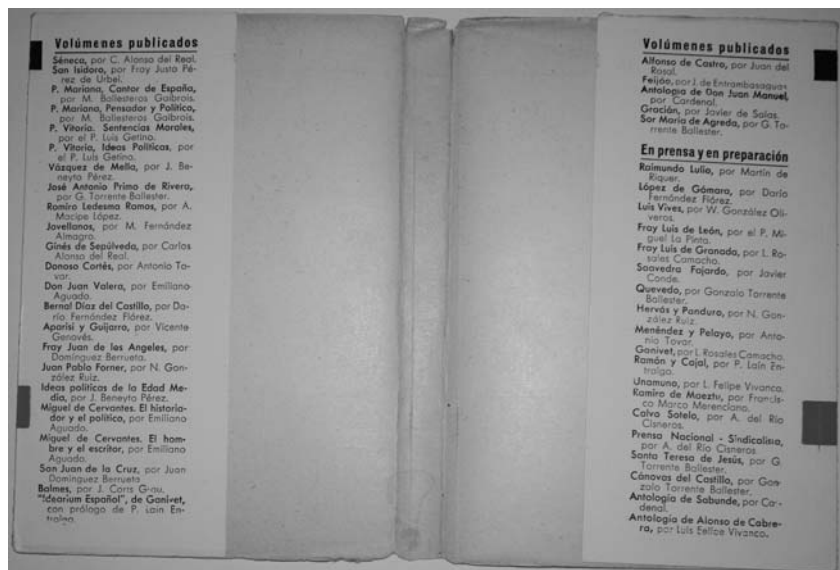 Volúmenes publicados
Séneca, por C. Alonso del Real.
San Isidoro, por Fray Justo Pé-
rez de Urbel.
P. Mariana, Cantor de España,
por M. Ballesteros Gaibrois.
P. Mariana, Pensador y Político,
por M. Ballesteros Gaibrois.
P. Vitoria. Sentencias Morales,
por el P. Luis Getino.
P. Vitoria, Ideas Políticas, por
el P. Luis Getino.
Vázquez de Mella, por J. Be-
neyto Pérez.
José Antonio Primo de Rivera,
por G. Torrente Ballester.
Ramiro Ledesma Ramos, por A.
Macipe López.
Jovellanos, por M. Fernández
Almagro.
Ginés de Sepúlveda, por Carlos
Alonso del Real.
Donoso Cortés, por Antonio To-
var.
Don Juan Valera, por Emiliano
Aguado.
Bernal Díaz del Castillo, por Da-
río Fernández Flórez.
Aparisi y Guijarro, por Vicente
Genovés.
Fray Juan de los Angeles, por
Domínguez Berrueta.
Juan Pablo Forner, por N. Gon-
zález Ruiz.
Ideas políticas de la Edad Me-
dia, por J. Beneyto Pérez.
Miguel de Cervantes. El historia-
dor y el político, por Emiliano
Aguado.
Miguel de Cervantes. El hom-
bre y el escritor, por Emiliano
Aguado.
San Juan de la Cruz, por Juan
Domínguez Berrueta
Balmes, por J. Corts Grau.
"Idearium Español", de Ganivet,
con prólogo de P. Laín En-
tralgo.
Volúmenes publicados
Alfonso de Castro, por Juan del
Rosal.
Feijóo, por J. de Entrambasaguas
Antología de Don Juan Manuel,
por Cardenal.
Gracián, por Javier de Salas.
Sor María de Agreda, por G. To-
rrente Ballester.
En prensa y en preparación
Raimundo Lulio, por Martín de
Riquer.
López de Gómara, por Darío
Fernández Flórez.
Luis Vives, por W. González Oli-
veros.
Fray Luis de León, por el P. Mi-
guel La Pinta.
Fray Luis de Granada, por L. Ro-
sales Camacho.
Saavedra Fajardo, por Javier
Conde.
Quevedo, por Gonzalo Torrente
Ballester.
Hervás y Panduro, por N. Gon-
zález Ruiz.
Menéndez y Pelayo, por Anto-
nio Tovar.
Ganivet, por L. Rosales Camacho.
Ramón y Cajal, por P. Laín En-
tralgo.
Unamuno, por L. Felipe Vivanco.
Ramiro de Maeztu, por Francis-
co Marco Merenciano.
Calvo Sotelo, por A. del Río
Cisneros.
Prensa Nacional - Sindicalista,
por A. del Río Cisneros.
Santa Teresa de Jesús, por G.
Torrente Ballester.
Cánovas del Castillo, por Gon-
zalo Torrente Ballester.
Antología de Sabunde, por Car-
denal.
Antología de Alonso de Cabre-
ra, por Luis Felipe Vivanco.